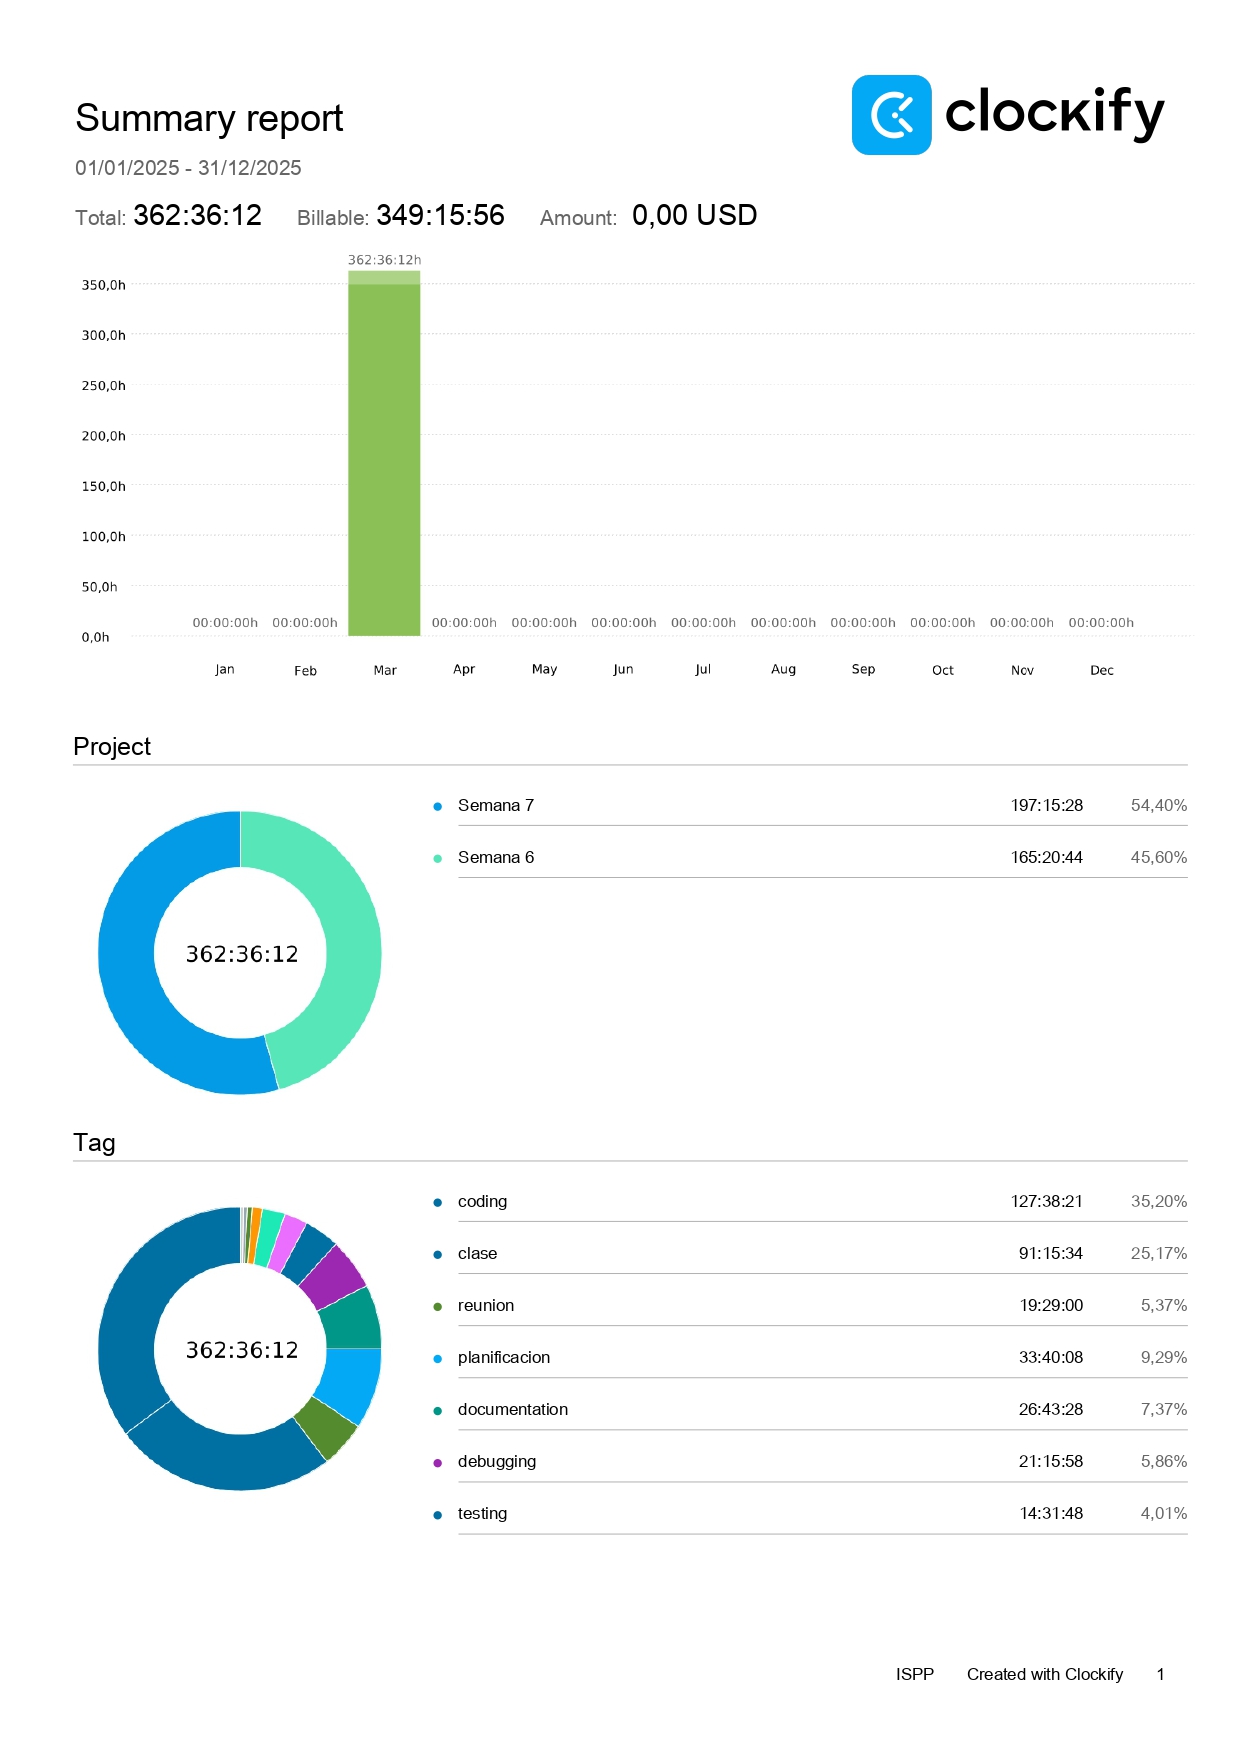 Summary report
clockify
01/01/2025 - 31/12/2025
Total: 362:36:12 Billable: 349:15:56 Amount: 0,00 USD
362:36:12h
350,0h
300,0h
250,0h
200,0h
150,0h
100,0h
50,0h
0,0h
00:00:00h 00:00:00h 00:00:00h 00:00:00h 00:00:00h 00:00:00h 00:00:00h 00:00:00h 00:00:00h 00:00:00h 00:00:00h
Jan Feb Mar Apr May Jun Jul Aug Sep Oct Nov Dec
Project
362:36:12
Semana 7 197:15:28 54,40%
Semana 6 165:20:44 45,60%
Tag
362:36:12
coding 127:38:21 35,20%
clase 91:15:34 25,17%
reunion 19:29:00 5,37%
planificacion 33:40:08 9,29%
documentation 26:43:28 7,37%
debugging 21:15:58 5,86%
testing 14:31:48 4,01%
ISPP Created with Clockify 1